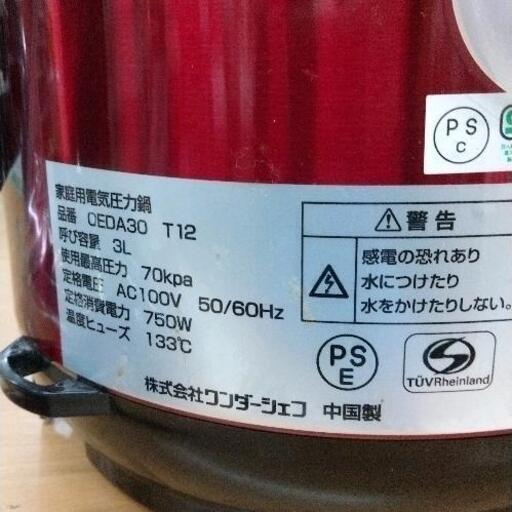 PS
C
家庭用電気圧力鍋
品番 OEDA30 T12
呼び容量 3L
使用最高圧力 70kpa
定格電圧 AC100V 50/60Hz
定格消費電力 750W
温度ヒューズ 133℃
警告
感電の恐れあり
水につけたり
水をかけたりしない。
PS
E
TÜVRheinland
株式会社ワンダーシェフ 中国製